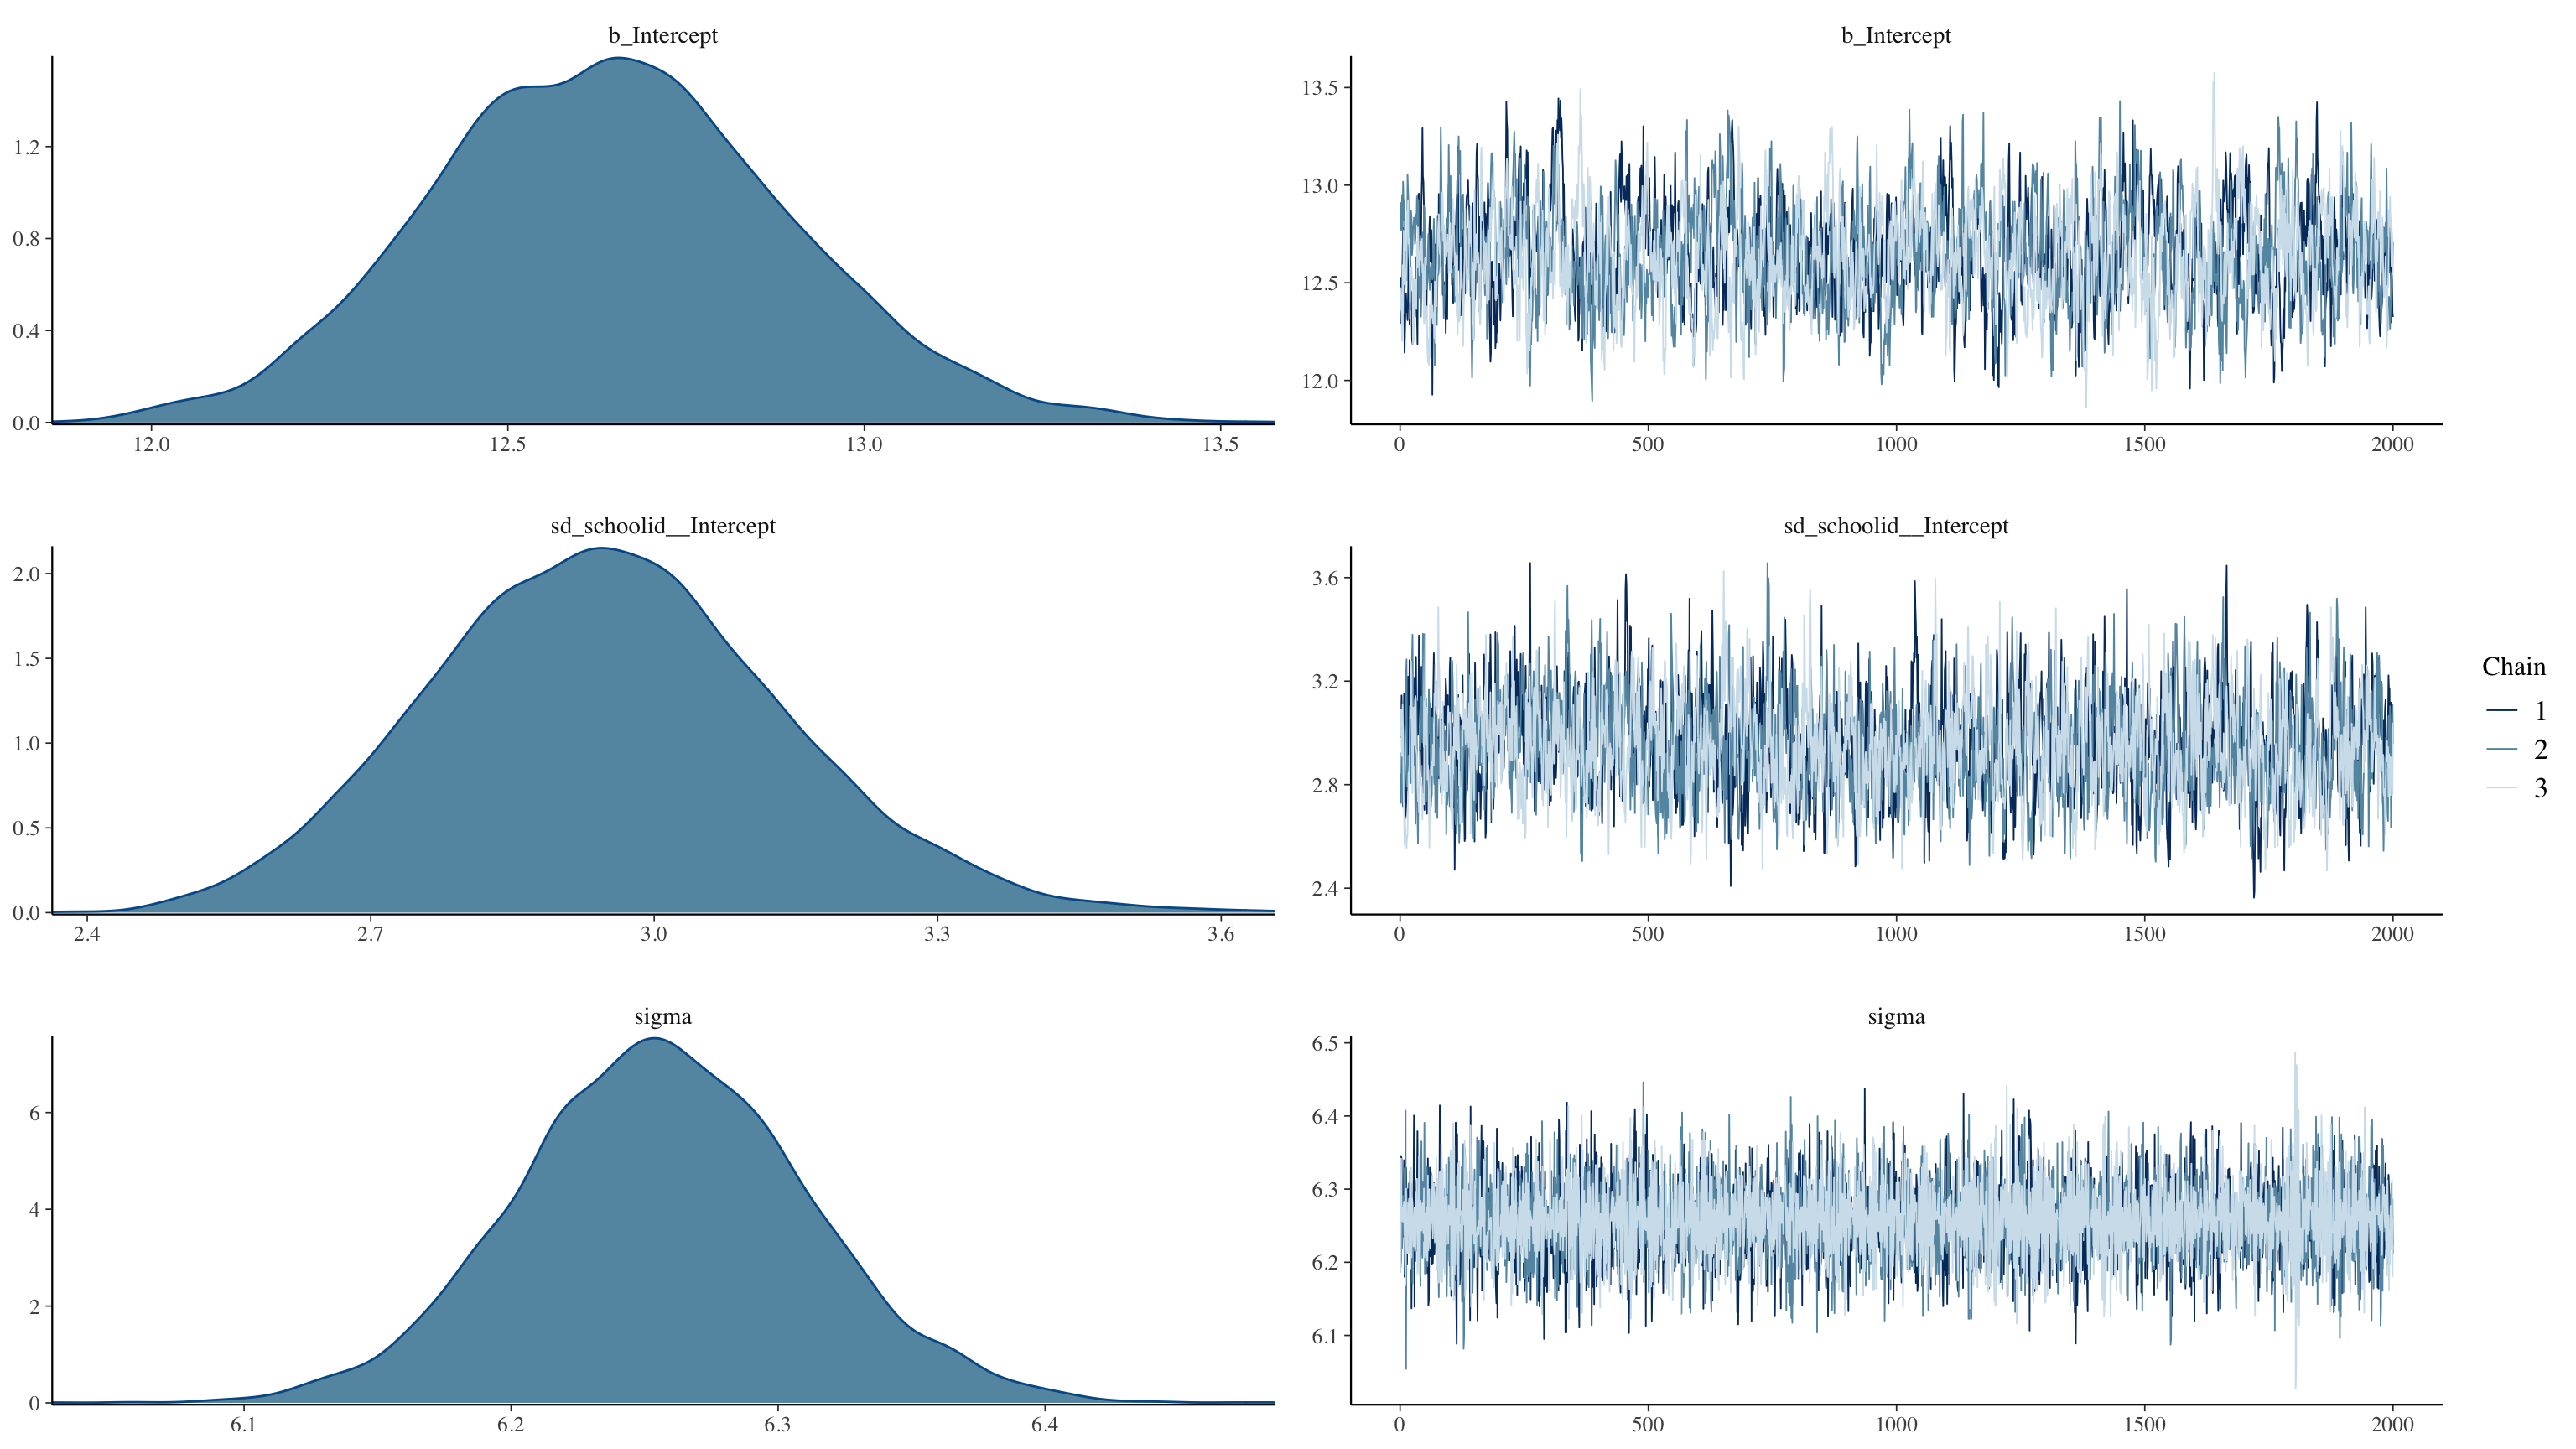 b_Intercept
1.2
0.8
0.4
0.0
12.0 12.5 13.0 13.5
b_Intercept
13.5
13.0
12.5
12.0
0 500 1000 1500 2000
sd_schoolid__Intercept
2.0
1.5
1.0
0.5
0.0
2.4 2.7 3.0 3.3 3.6
sd_schoolid__Intercept
3.6
3.2
2.8
2.4
0 500 1000 1500 2000
sigma
6
4
2
0
6.1 6.2 6.3 6.4
sigma
6.5
6.4
6.3
6.2
6.1
0 500 1000 1500 2000
Chain
1
2
3